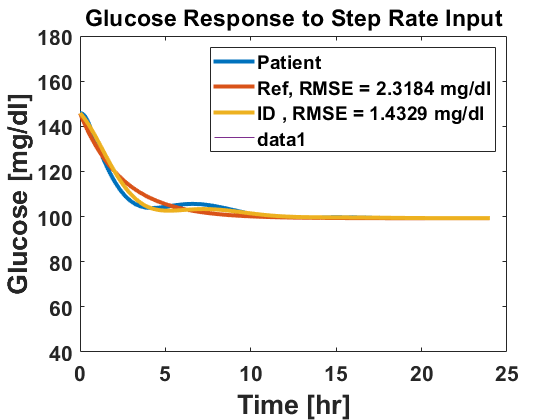 Glucose Response to Step Rate Input
180
160
140
120
100
80
60
40
Glucose [mg/dl]
Patient
Ref, RMSE = 2.3184 mg/dl
ID , RMSE = 1.4329 mg/dl
data1
0
5
10
15
20
25
Time [hr]